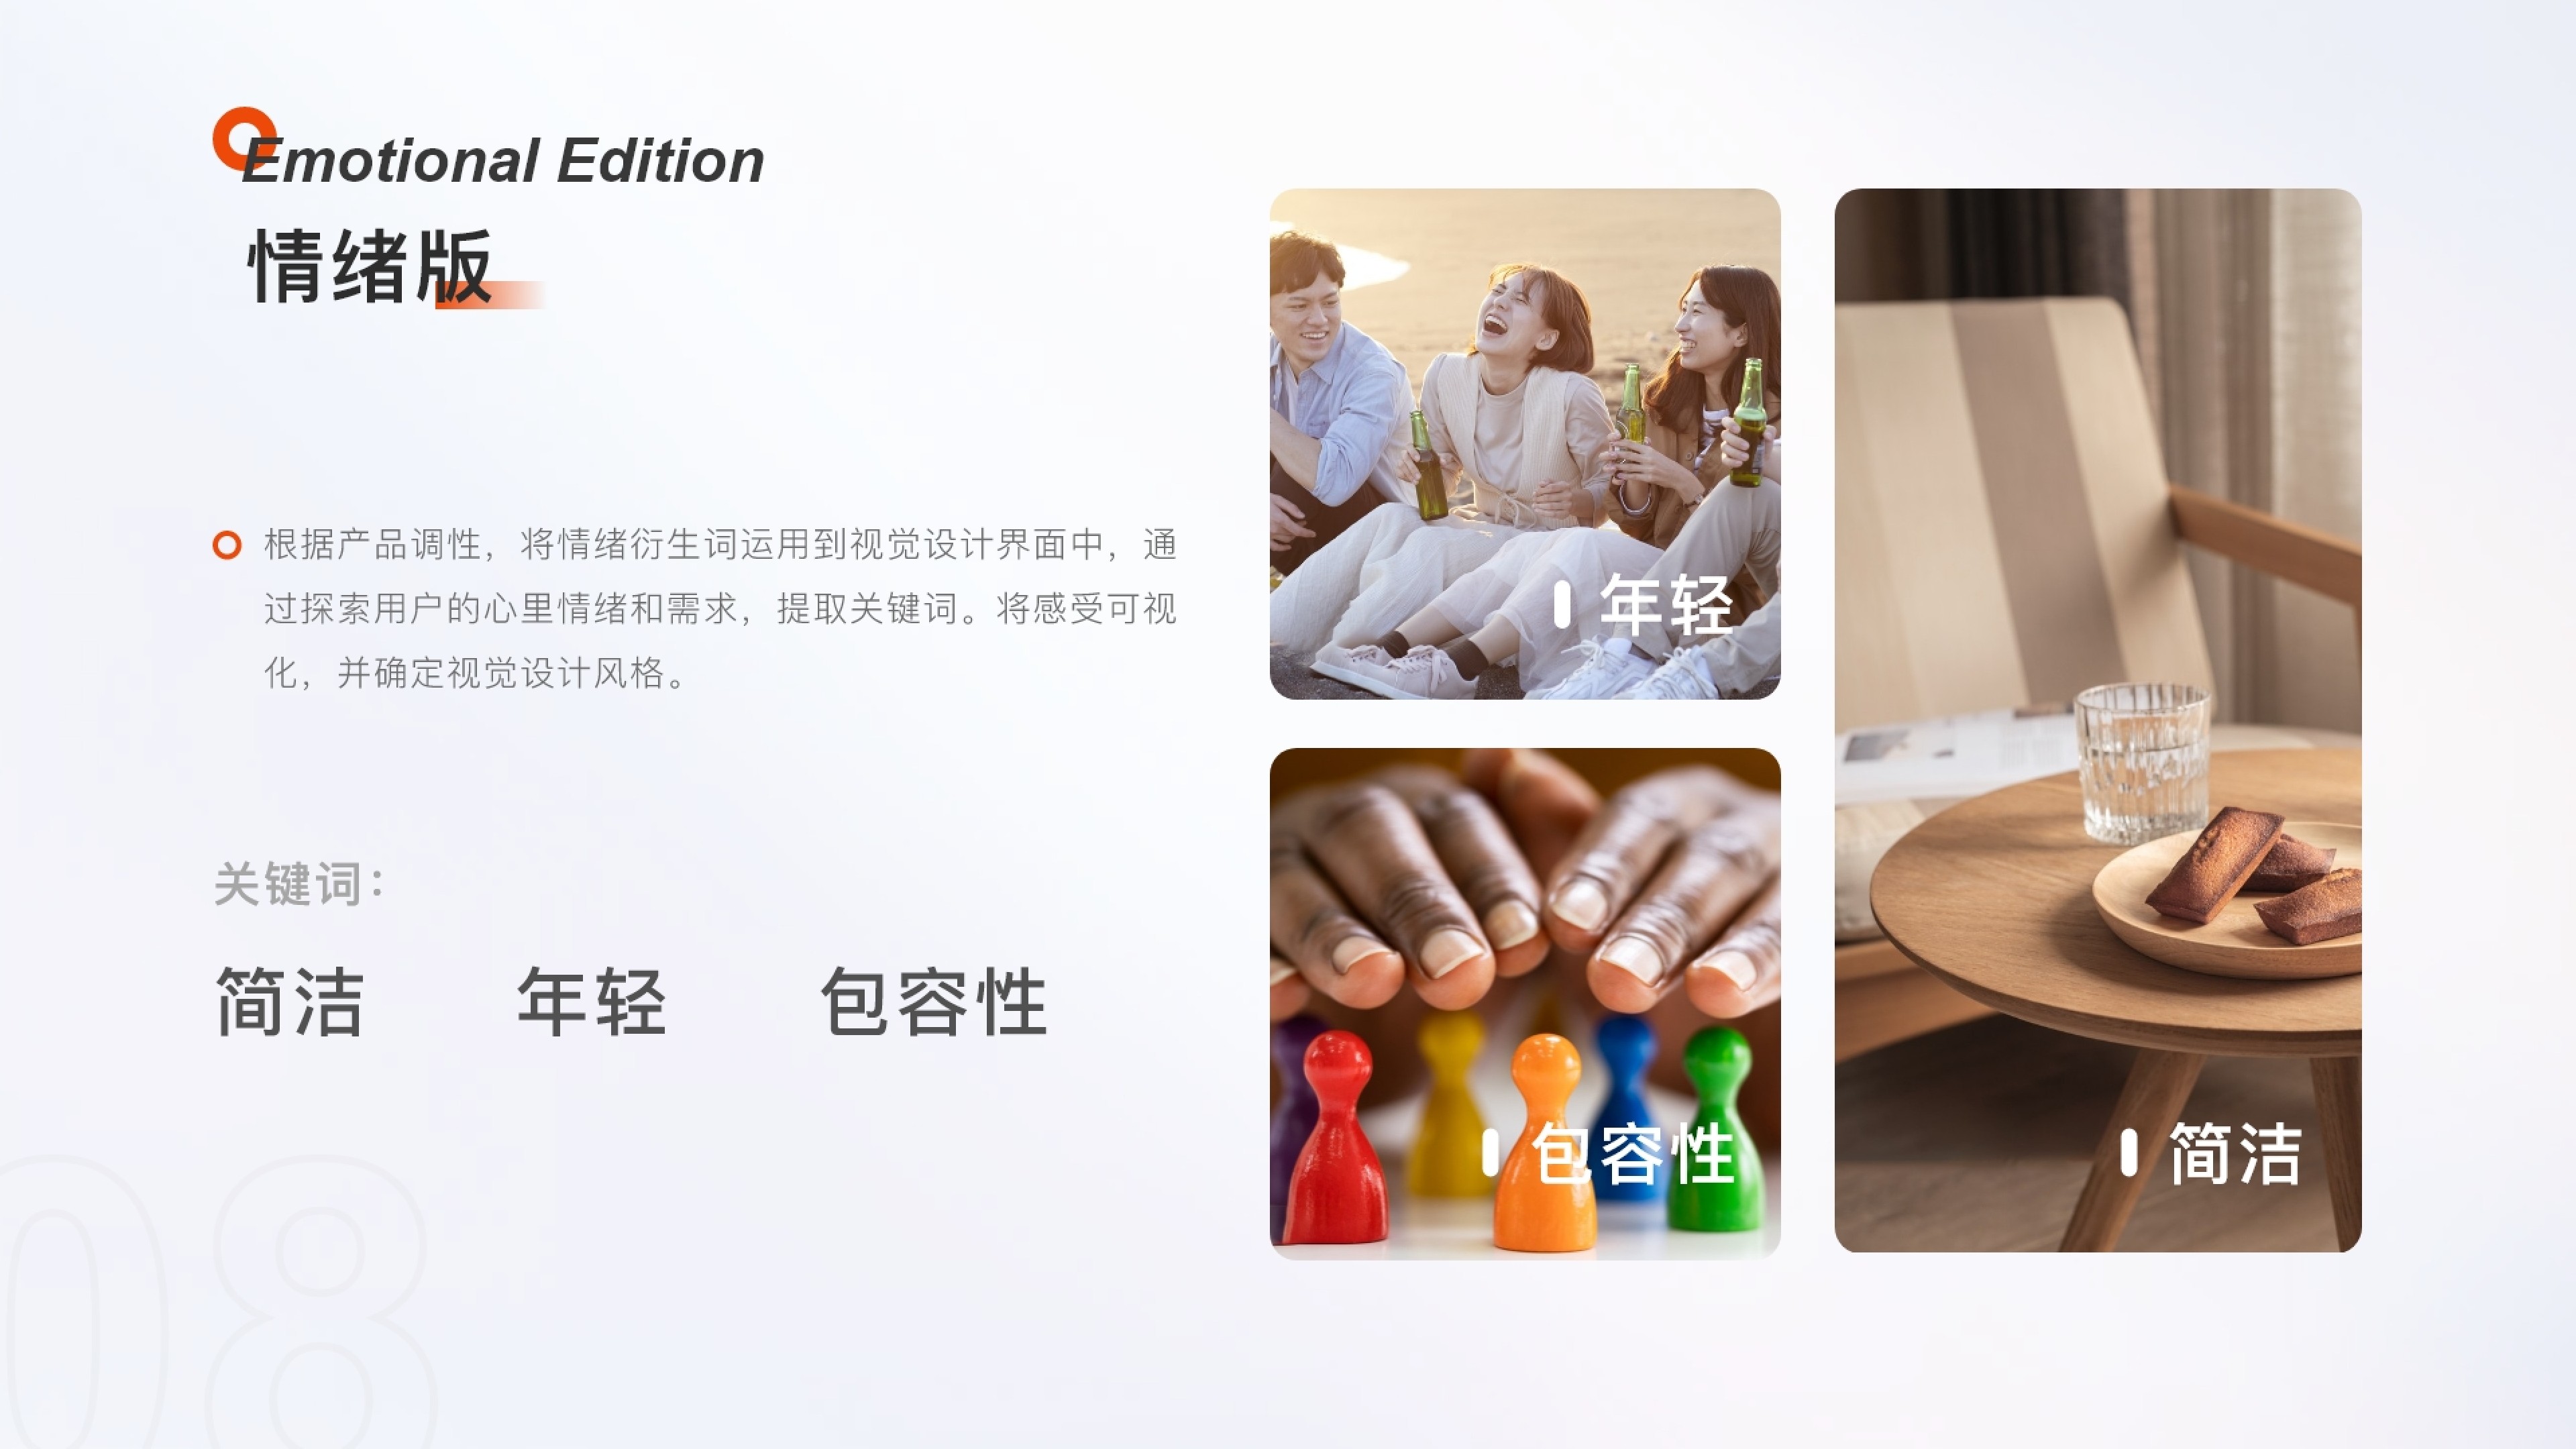 Emotional Edition
情绪版
根据产品调性，将情绪衍生词运用到视觉设计界面中，通
过探索用户的心里情绪和需求，提取关键词。将感受可视
化，并确定视觉设计风格。
关键词：
简洁 年轻 包容性
年轻
包容性
简洁
08